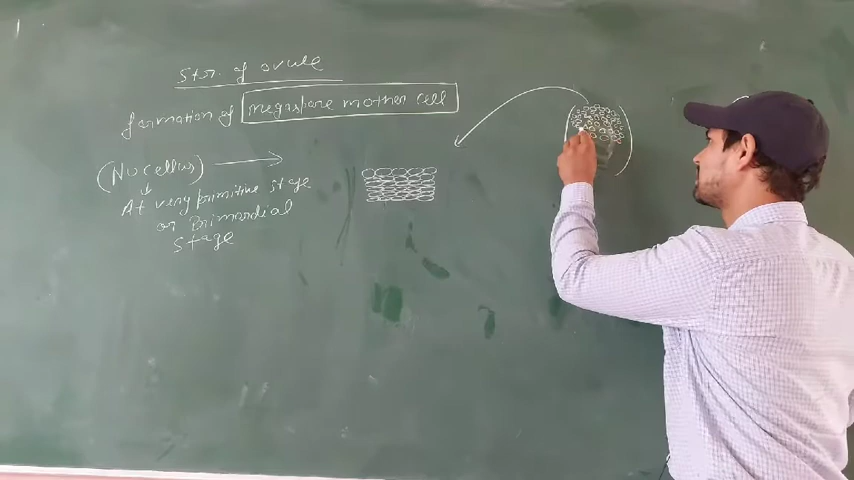 Str. of ovule
formation of megaspore mother cell
(Nucellus)
At very primitive stage
or Primordial
stage